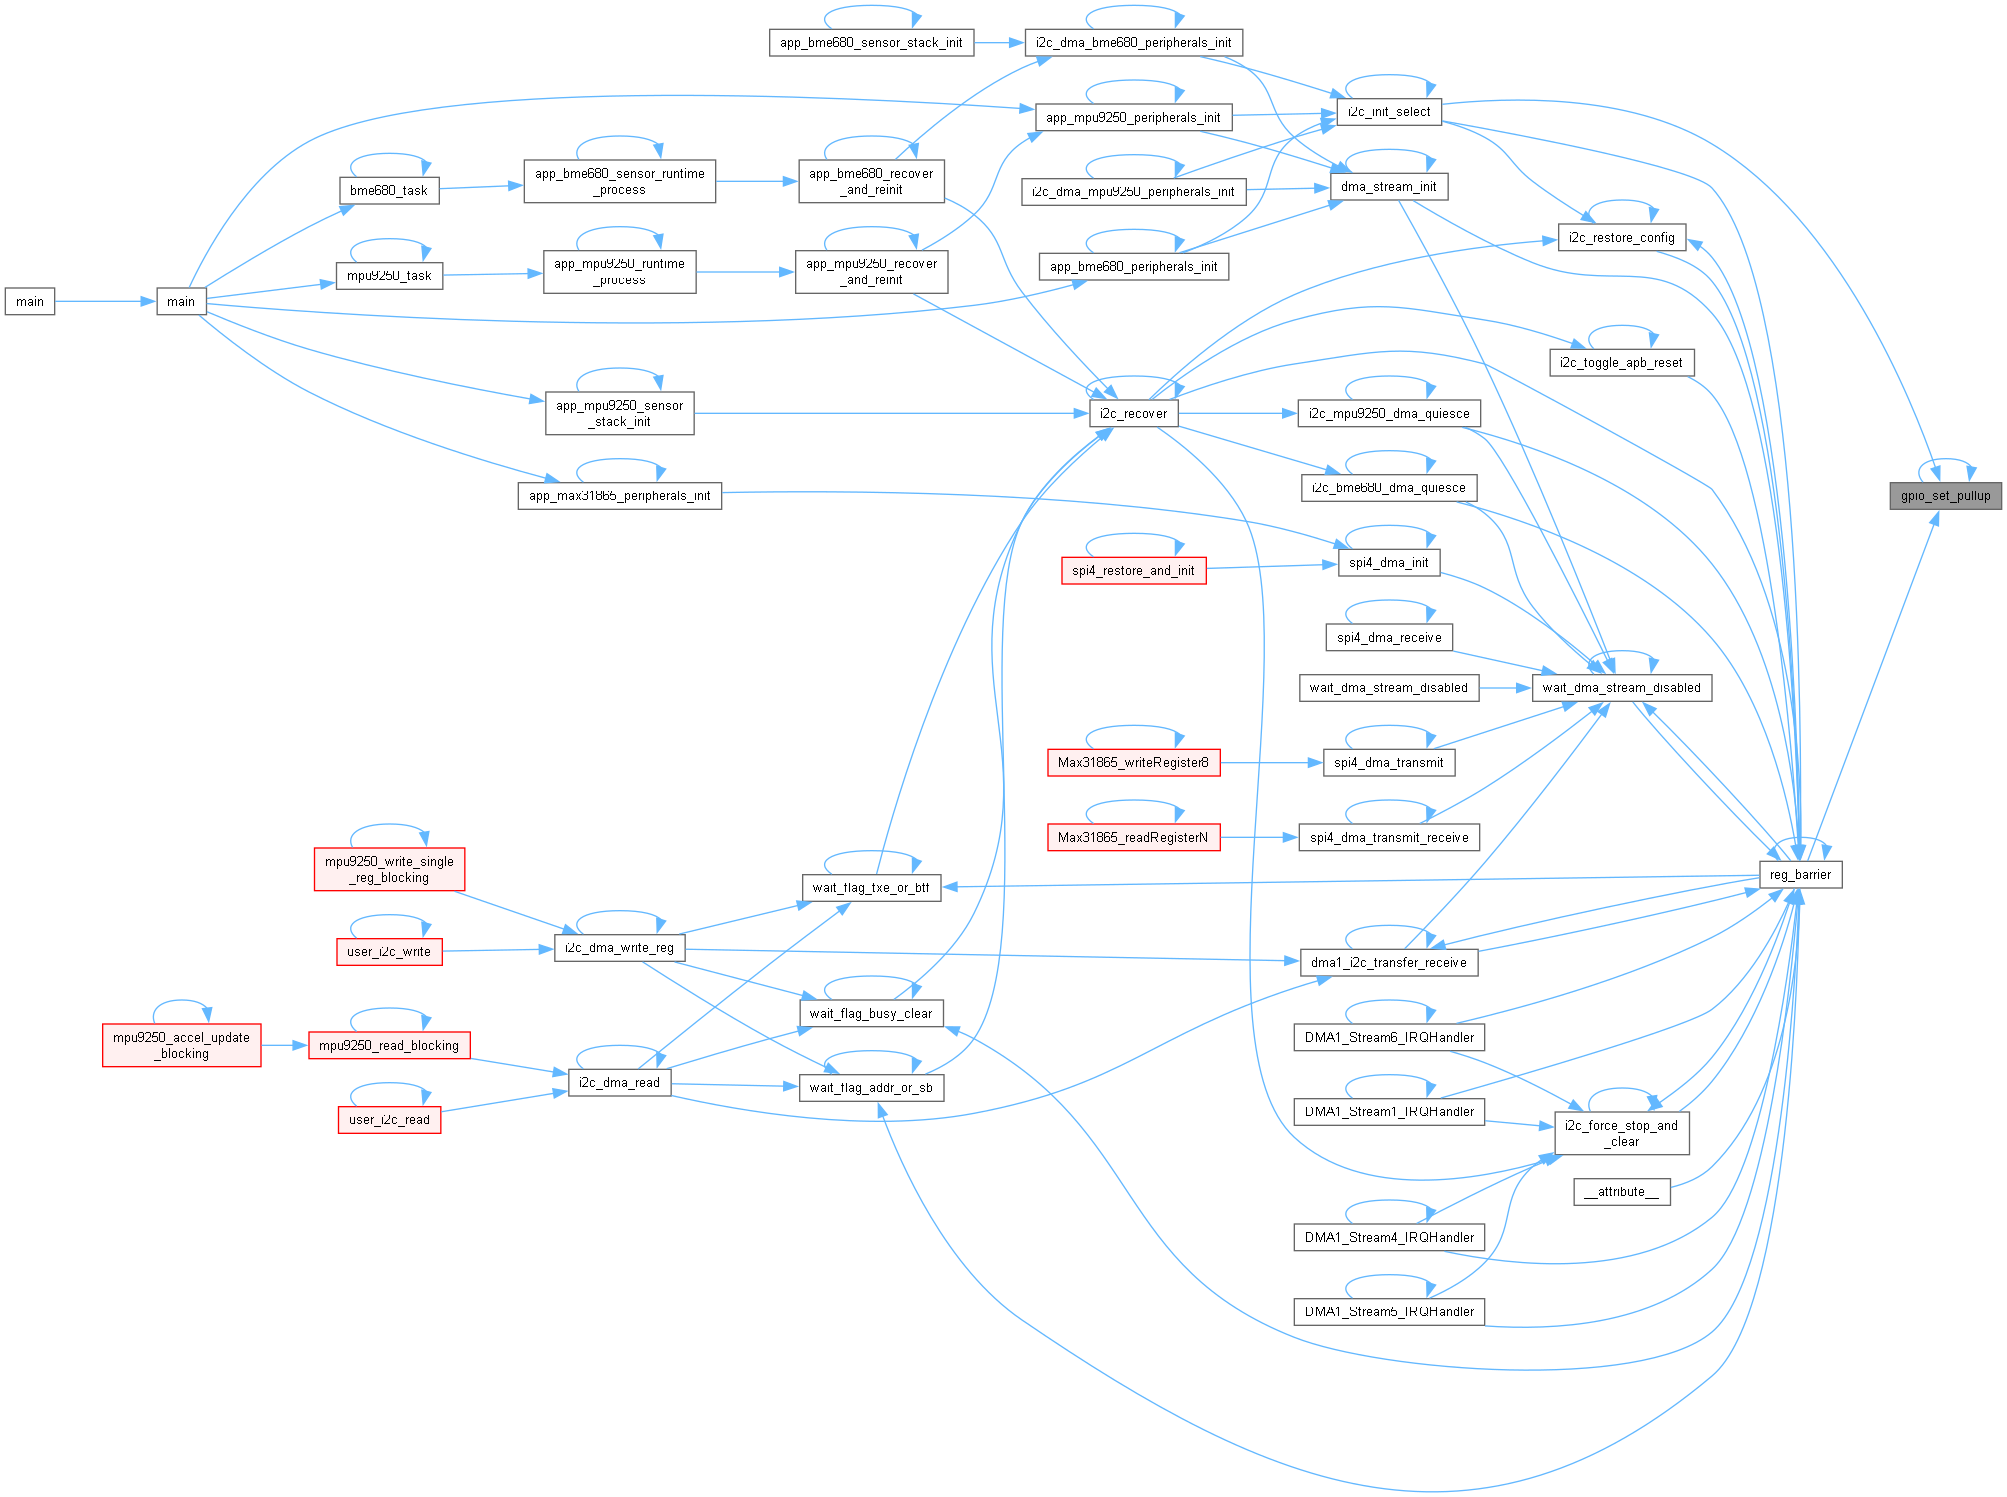 app_bme680_sensor_stack_init
i2c_dma_bme680_peripherals_init
i2c_init_select
app_mpu9250_peripherals_init
bme680_task
app_bme680_sensor_runtime
_process
app_bme680_recover
_and_reinit
i2c_dma_mpu9250_peripherals_init
dma_stream_init
i2c_restore_config
mpu9250_task
app_mpu9250_runtime
_process
app_mpu9250_recover
_and_reinit
app_bme680_peripherals_init
main
main
i2c_toggle_apb_reset
app_mpu9250_sensor
_stack_init
i2c_recover
i2c_mpu9250_dma_quiesce
app_max31865_peripherals_init
i2c_bme680_dma_quiesce
gpio_set_pullup
spi4_restore_and_init
spi4_dma_init
spi4_dma_receive
wait_dma_stream_disabled
wait_dma_stream_disabled
Max31865_writeRegister8
spi4_dma_transmit
Max31865_readRegisterN
spi4_dma_transmit_receive
mpu9250_write_single
_reg_blocking
wait_flag_txe_or_btf
reg_barrier
user_i2c_write
i2c_dma_write_reg
dma1_i2c_transfer_receive
wait_flag_busy_clear
mpu9250_accel_update
_blocking
mpu9250_read_blocking
DMA1_Stream6_IRQHandler
i2c_dma_read
wait_flag_addr_or_sb
user_i2c_read
DMA1_Stream1_IRQHandler
i2c_force_stop_and
_clear
__attribute__
DMA1_Stream4_IRQHandler
DMA1_Stream5_IRQHandler